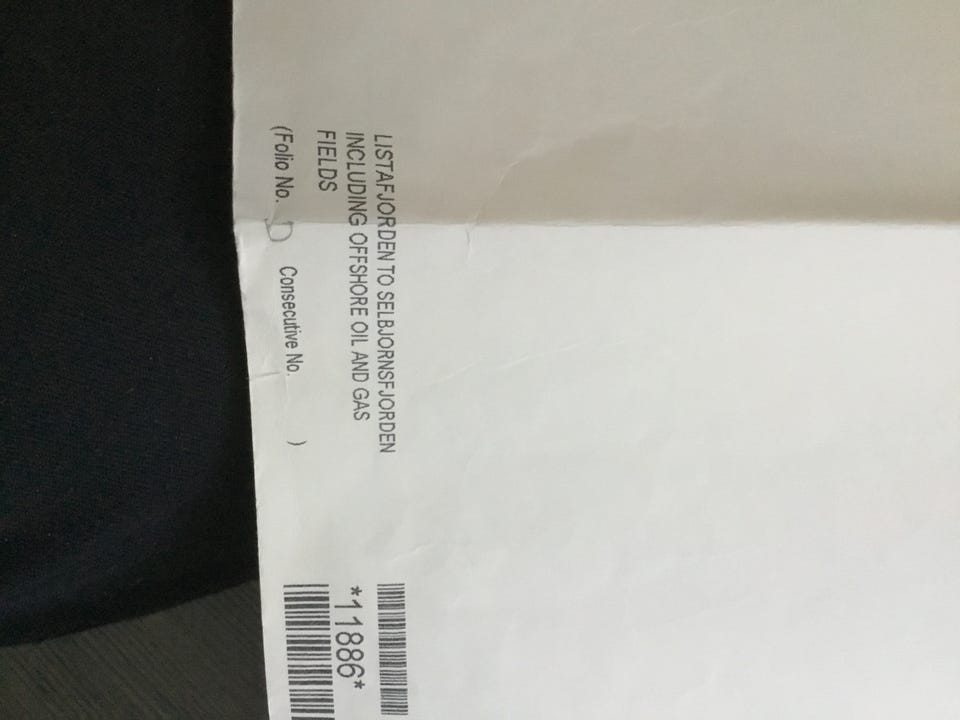 LISTAFJORDEN TO SELBJORNSFJORDEN
INCLUDING OFFSHORE OIL AND GAS
FIELDS
(Folio No. D Consecutive No. )
*11886*